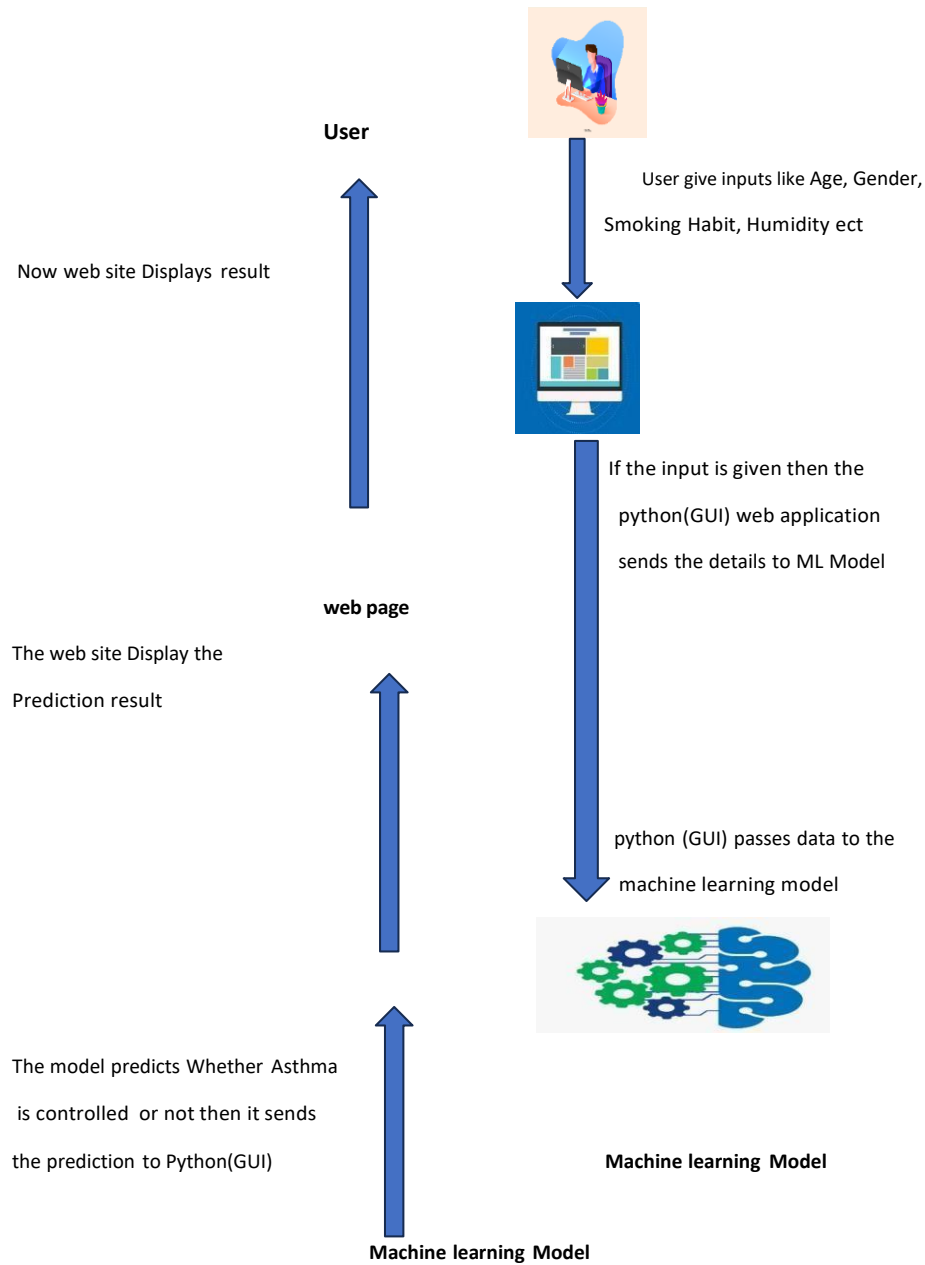 User
User give inputs like Age, Gender,
Smoking Habit, Humidity ect
Now web site Displays result
If the input is given then the
python(GUI) web application
sends the details to ML Model
web page
The web site Display the
Prediction result
python (GUI) passes data to the
machine learning model
The model predicts Whether Asthma
is controlled or not then it sends
the prediction to Python(GUI)
Machine learning Model
Machine learning Model